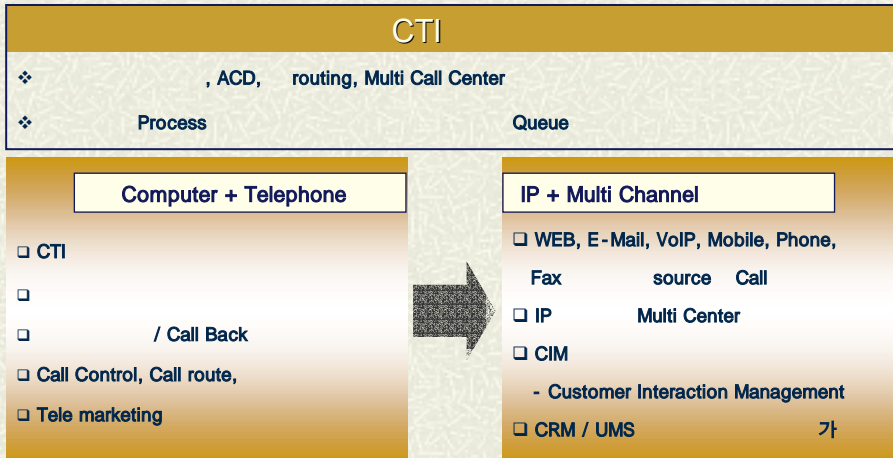 CTI
, ACD, routing, Multi Call Center
Process Queue
Computer + Telephone
CTI
/ Call Back
Call Control, Call route,
Tele marketing
IP + Multi Channel
WEB, E-Mail, VoIP, Mobile, Phone,
Fax source Call
IP Multi Center
CIM
- Customer Interaction Management
CRM / UMS 가